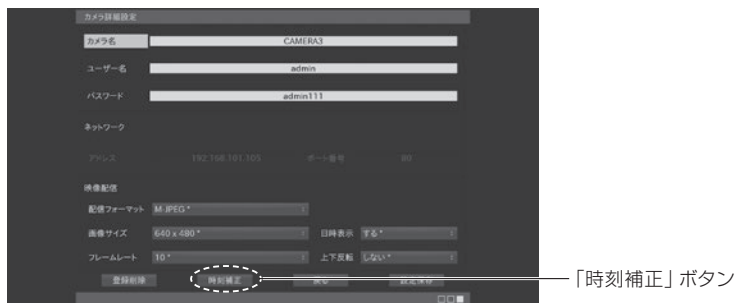 カメラ詳細設定
カメラ名 CAMERA3
ユーザー名 admin
パスワード admin111
ネットワーク
アドレス 192.168.101.105 ポート番号 80
映像配信
配信フォーマット M-JPEG *
画像サイズ 640 x 480 * 日時表示 する *
フレームレート 10 * 上下反転 しない *
登録削除 時刻補正 戻る 設定保存
「時刻補正」ボタン